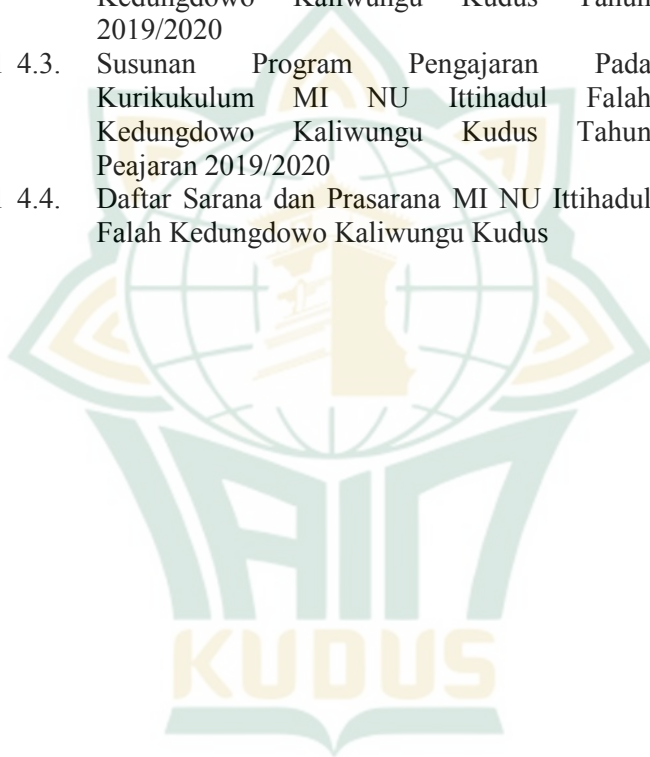 Kedungdowo Kaliwungu Kudus Tahun
2019/2020
4.3. Susunan Program Pengajaran Pada
Kurikukulum MI NU Ittihadul Falah
Kedungdowo Kaliwungu Kudus Tahun
Peajaran 2019/2020
4.4. Daftar Sarana dan Prasarana MI NU Ittihadul
Falah Kedungdowo Kaliwungu Kudus
IAIN
KUDUS